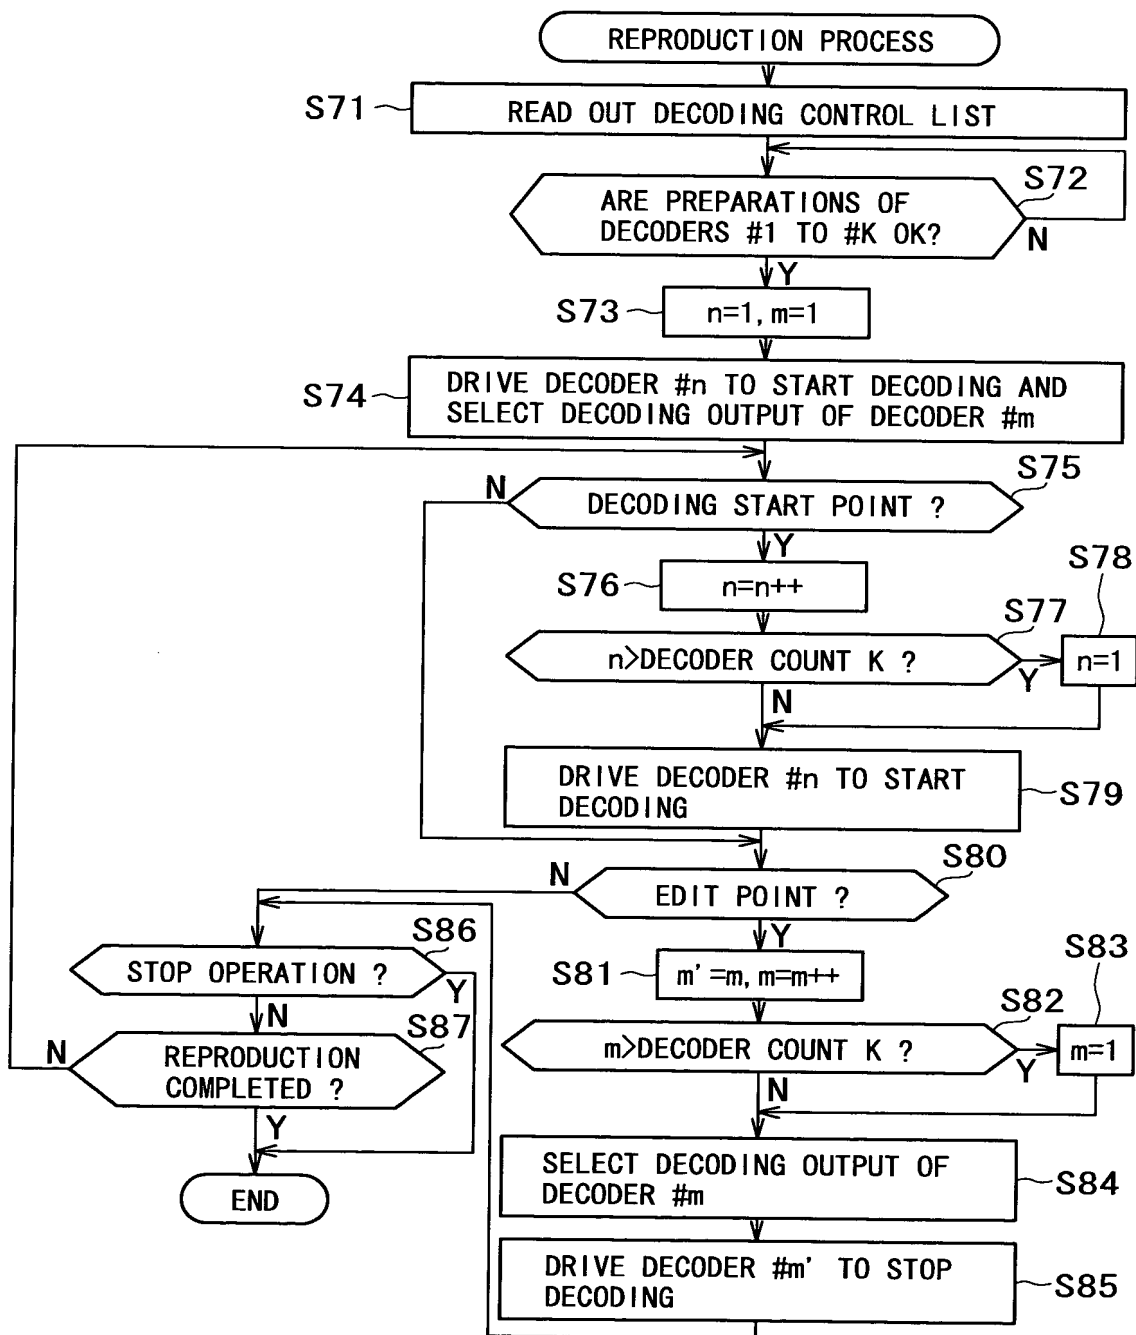 REPRODUCTION PROCESS
S71
READ OUT DECODING CONTROL LIST
S72
ARE PREPARATIONS OF
DECODERS #1 TO #K OK?
N
Y
S73
n=1, m=1
S74
DRIVE DECODER #n TO START DECODING AND
SELECT DECODING OUTPUT OF DECODER #m
S75
N
DECODING START POINT ?
Y
S76
n=n++
S77
S78
n>DECODER COUNT K ?
Y
n=1
N
DRIVE DECODER #n TO START
DECODING
S79
S80
N
EDIT POINT ?
Y
S81
m'=m, m=m++
S82
S83
m>DECODER COUNT K ?
Y
m=1
N
SELECT DECODING OUTPUT OF
DECODER #m
S84
DRIVE DECODER #m' TO STOP
DECODING
S85
S86
STOP OPERATION ?
Y
N
S87
N
REPRODUCTION
COMPLETED ?
Y
END